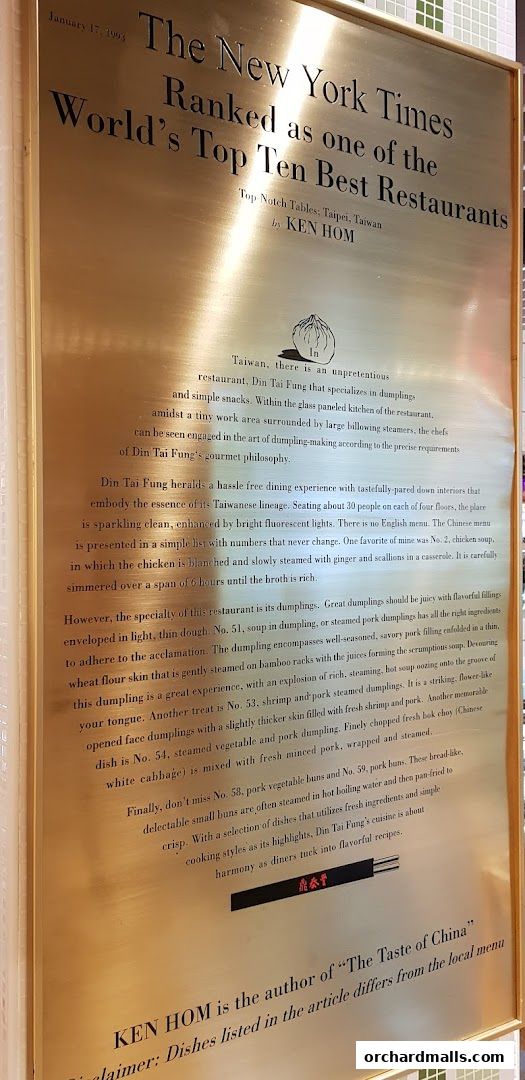 January 17, 1993
The New York Times
Ranked as one of the
World's Top Ten Best Restaurants
Top-Notch Tables; Taipei, Taiwan
by KEN HOM
In
Taiwan, there is an unpretentious
restaurant, Din Tai Fung that specializes in dumplings
and simple snacks. Within the glass paneled kitchen of the restaurant,
amidst a tiny work area surrounded by large billowing steamers, the chefs
can be seen engaged in the art of dumpling-making according to the precise requirements
of Din Tai Fung's gourmet philosophy.
Din Tai Fung heralds a hassle free dining experience with tastefully-pared down interiors that
embody the essence of its Taiwanese lineage. Seating about 30 people on each of four floors, the place
is sparkling clean, enhanced by bright fluorescent lights. There is no English menu. The Chinese menu
is presented in a simple list with numbers that never change. One favorite of mine was No. 2, chicken soup,
in which the chicken is blanched and slowly steamed with ginger and scallions in a casserole. It is carefully
simmered over a span of 6 hours until the broth is rich.
However, the specialty of this restaurant is its dumplings. Great dumplings should be juicy with flavorful fillings
enveloped in light, thin dough. No. 51, soup in dumpling, or steamed pork dumplings has all the right ingredients
to adhere to the acclamation. The dumpling encompasses well-seasoned, savory pork filling enfolded in a thin,
wheat flour skin that is gently steamed on bamboo racks with the juices forming the scrumptious soup. Devouring
this dumpling is a great experience, with an explosion of rich, steaming, hot soup oozing onto the groove of
your tongue. Another treat is No. 53, shrimp and pork steamed dumplings. It is a striking, flower-like
opened face dumplings with a slightly thicker skin filled with fresh shrimp and pork. Another memorable
dish is No. 54, steamed vegetable and pork dumpling. Finely chopped fresh bok choy (Chinese
white cabbage) is mixed with fresh minced pork, wrapped and steamed.
Finally, don't miss No. 58, pork vegetable buns and No. 59, pork buns. These bread-like,
delectable small buns are often steamed in hot boiling water and then pan-fried to
crisp. With a selection of dishes that utilizes fresh ingredients and simple
cooking styles as its highlights, Din Tai Fung's cuisine is about
harmony as diners tuck into flavorful recipes.
鼎泰豐
KEN HOM is the author of "The Taste of China"
Disclaimer: Dishes listed in the article differs from the local menu
orchardmalls.com